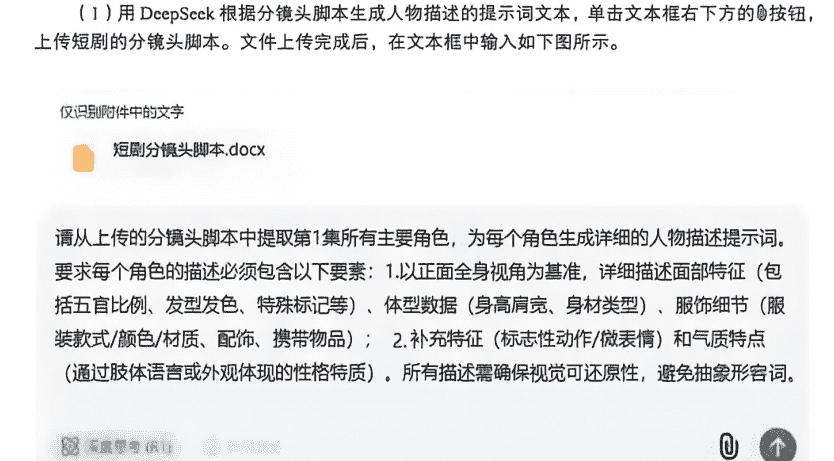 （1）用 DeepSeek 根据分镜头脚本生成人物描述的提示词文本，单击文本框右下方的按钮，
上传短剧的分镜头脚本。文件上传完成后，在文本框中输入如下图所示。
仅识别附件中的文字
短剧分镜头脚本.docx
请从上传的分镜头脚本中提取第1集所有主要角色，为每个角色生成详细的人物描述提示词。
要求每个角色的描述必须包含以下要素：1.以正面全身视角为基准，详细描述面部特征（包
括五官比例、发型发色、特殊标记等）、体型数据（身高肩宽、身材类型）、服饰细节（服
装款式/颜色/材质、配饰、携带物品）； 2.补充特征（标志性动作/微表情）和气质特点
（通过肢体语言或外观体现的性格特质）。所有描述需确保视觉可还原性，避免抽象形容词。
深度思考 (R1)